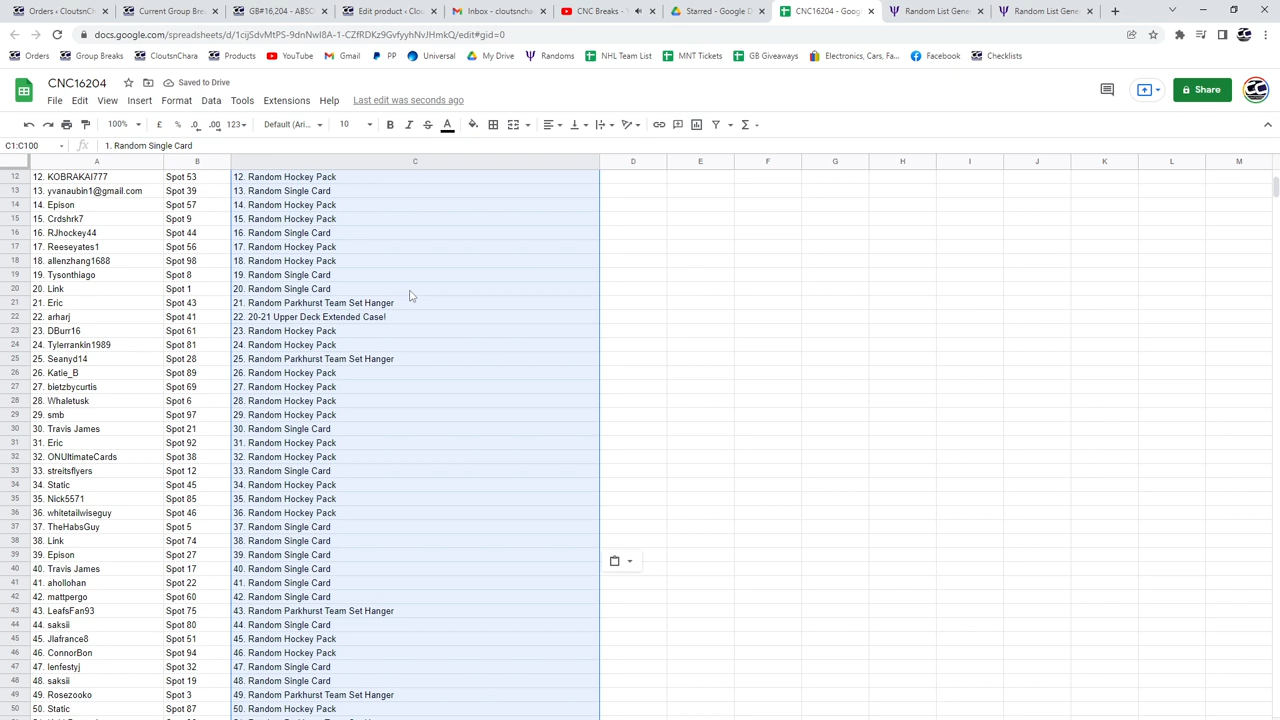 Orders ‹ CloutsnCh
Current Group Brea
GB#16,204 - ABSO
Edit product ‹ Clou
Inbox - cloutsnchar
CNC Breaks - 
Starred - Google D
CNC16204 - Goog
Random List Gene
Random List Gene
docs.google.com/spreadsheets/d/1cijSdvMtPS-9dnNwI8A-1-CZfRDKz9GvfyyhNvJHmkQ/edit#gid=0
Orders GB CloutsnChara Products YouTube Gmail PP Universal My Drive Randoms NHL Team List MNT Tickets GB Giveaways Electronics, Cars, Fa... Facebook Checklists
CNC16204 Saved to Drive
File Edit View Insert Format Data Tools Extensions Help Last edit was seconds ago
Share
100% £ % .0 .00 123 Default (Ari... 10 B I S A
C1:C100 fx 1. Random Single Card
A B C D E F G H I J K L M
12 12. KOBRAKAI777 Spot 53 12. Random Hockey Pack
13 13. yvanaubin1@gmail.com Spot 39 13. Random Single Card
14 14. Epison Spot 57 14. Random Hockey Pack
15 15. Crdshrk7 Spot 9 15. Random Hockey Pack
16 16. RJhockey44 Spot 44 16. Random Single Card
17 17. Reeseyates1 Spot 56 17. Random Hockey Pack
18 18. allenzhang1688 Spot 98 18. Random Hockey Pack
19 19. Tysonthiago Spot 8 19. Random Single Card
20 20. Link Spot 1 20. Random Single Card
21 21. Eric Spot 43 21. Random Parkhurst Team Set Hanger
22 22. arharj Spot 41 22. 20-21 Upper Deck Extended Case!
23 23. DBurr16 Spot 61 23. Random Hockey Pack
24 24. Tylerrankin1989 Spot 81 24. Random Hockey Pack
25 25. Seanyd14 Spot 28 25. Random Parkhurst Team Set Hanger
26 26. Katie_B Spot 89 26. Random Hockey Pack
27 27. bietzbycurtis Spot 69 27. Random Hockey Pack
28 28. Whaletusk Spot 6 28. Random Hockey Pack
29 29. smb Spot 97 29. Random Hockey Pack
30 30. Travis James Spot 21 30. Random Single Card
31 31. Eric Spot 92 31. Random Hockey Pack
32 32. ONUltimateCards Spot 38 32. Random Hockey Pack
33 33. streitsflyers Spot 12 33. Random Single Card
34 34. Static Spot 45 34. Random Hockey Pack
35 35. Nick5571 Spot 85 35. Random Hockey Pack
36 36. whitetailwiseguy Spot 46 36. Random Hockey Pack
37 37. TheHabsGuy Spot 5 37. Random Single Card
38 38. Link Spot 74 38. Random Single Card
39 39. Epison Spot 27 39. Random Single Card
40 40. Travis James Spot 17 40. Random Single Card
41 41. ahollohan Spot 22 41. Random Single Card
42 42. mattpergo Spot 60 42. Random Single Card
43 43. LeafsFan93 Spot 75 43. Random Parkhurst Team Set Hanger
44 44. saksii Spot 80 44. Random Single Card
45 45. Jlafrance8 Spot 51 45. Random Hockey Pack
46 46. ConnorBon Spot 94 46. Random Hockey Pack
47 47. lenfestyj Spot 32 47. Random Single Card
48 48. saksii Spot 19 48. Random Single Card
49 49. Rosezooko Spot 3 49. Random Parkhurst Team Set Hanger
50 50. Static Spot 87 50. Random Hockey Pack